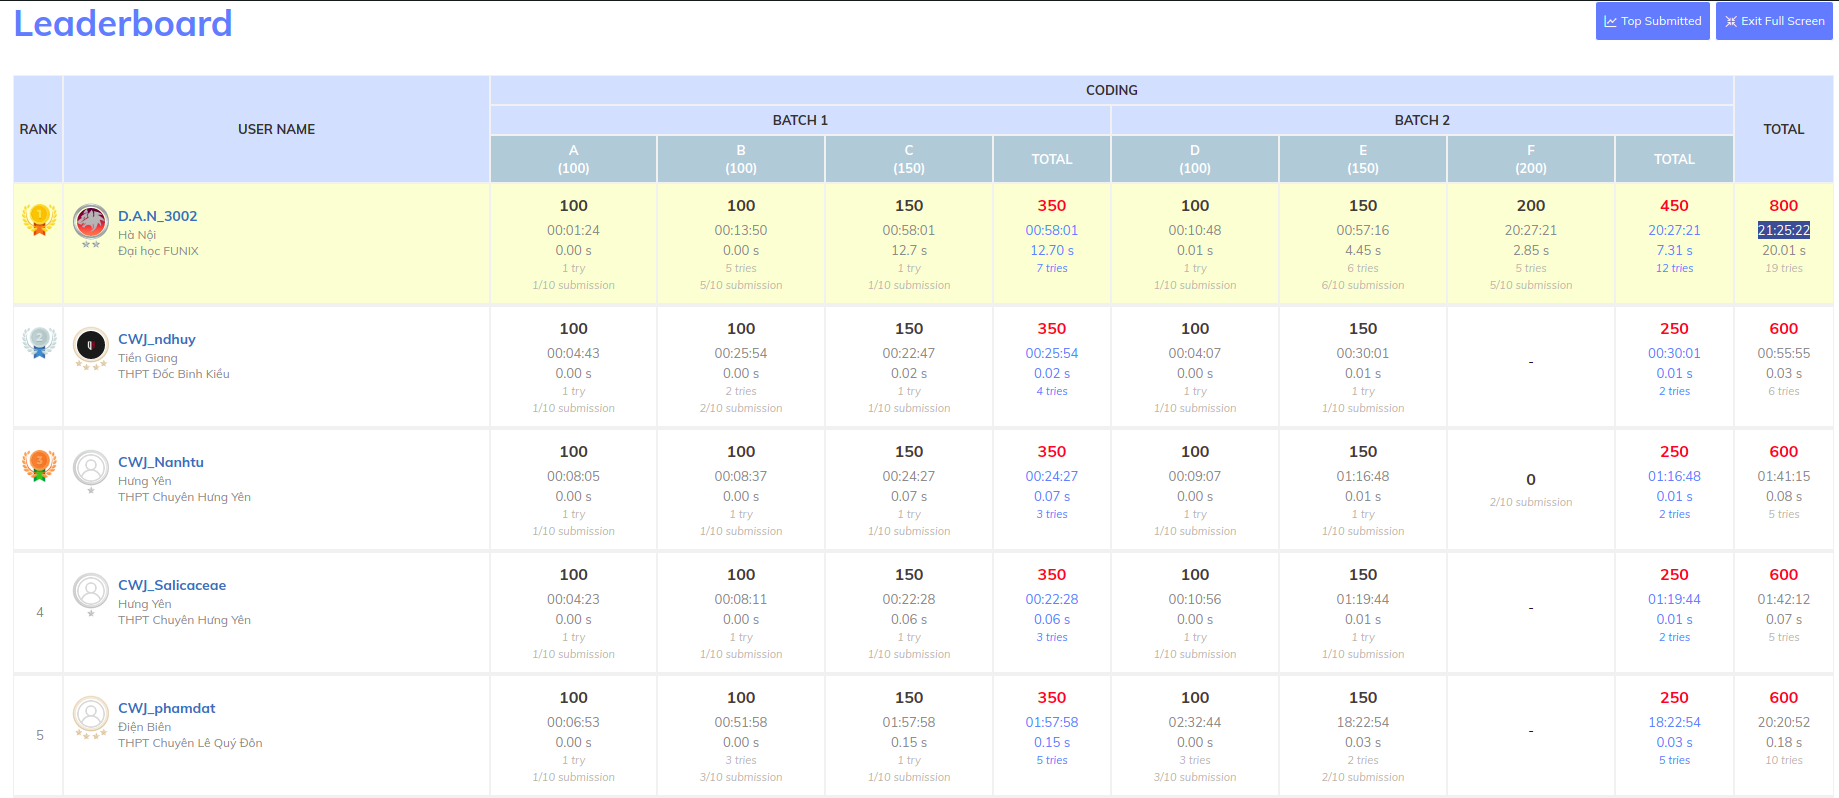 Leaderboard
Top Submitted
Exit Full Screen
RANK
USER NAME
CODING
TOTAL
BATCH 1
BATCH 2
A
(100)
B
(100)
C
(150)
TOTAL
D
(100)
E
(150)
F
(200)
TOTAL
1
D.A.N_3002
Hà Nội
Đại học FUNIX
100
00:01:24
0.00 s
1 try
1/10 submission
100
00:13:50
0.00 s
5 tries
5/10 submission
150
00:58:01
12.7 s
1 try
1/10 submission
350
00:58:01
12.70 s
7 tries
100
00:10:48
0.01 s
1 try
1/10 submission
150
00:57:16
4.45 s
6 tries
6/10 submission
200
20:27:21
2.85 s
5 tries
5/10 submission
450
20:27:21
7.31 s
12 tries
800
21:25:22
20.01 s
19 tries
2
CWJ_ndhuy
Tiền Giang
THPT Đốc Binh Kiều
100
00:04:43
0.00 s
1 try
1/10 submission
100
00:25:54
0.00 s
2 tries
2/10 submission
150
00:22:47
0.02 s
1 try
1/10 submission
350
00:25:54
0.02 s
4 tries
100
00:04:07
0.00 s
1 try
1/10 submission
150
00:30:01
0.01 s
1 try
1/10 submission
-
250
00:30:01
0.01 s
2 tries
600
00:55:55
0.03 s
6 tries
3
CWJ_Nanhtu
Hưng Yên
THPT Chuyên Hưng Yên
100
00:08:05
0.00 s
1 try
1/10 submission
100
00:08:37
0.00 s
1 try
1/10 submission
150
00:24:27
0.07 s
1 try
1/10 submission
350
00:24:27
0.07 s
3 tries
100
00:09:07
0.00 s
1 try
1/10 submission
150
01:16:48
0.01 s
1 try
1/10 submission
0
2/10 submission
250
01:16:48
0.01 s
2 tries
600
01:41:15
0.08 s
5 tries
4
CWJ_Salicaceae
Hưng Yên
THPT Chuyên Hưng Yên
100
00:04:23
0.00 s
1 try
1/10 submission
100
00:08:11
0.00 s
1 try
1/10 submission
150
00:22:28
0.06 s
1 try
1/10 submission
350
00:22:28
0.06 s
3 tries
100
00:10:56
0.00 s
1 try
1/10 submission
150
01:19:44
0.01 s
1 try
1/10 submission
-
250
01:19:44
0.01 s
2 tries
600
01:42:12
0.07 s
5 tries
5
CWJ_phamdat
Điện Biên
THPT Chuyên Lê Quý Đôn
100
00:06:53
0.00 s
1 try
1/10 submission
100
00:51:58
0.00 s
3 tries
3/10 submission
150
01:57:58
0.15 s
1 try
1/10 submission
350
01:57:58
0.15 s
5 tries
100
02:32:44
0.00 s
3 tries
3/10 submission
150
18:22:54
0.03 s
2 tries
2/10 submission
-
250
18:22:54
0.03 s
5 tries
600
20:20:52
0.18 s
10 tries